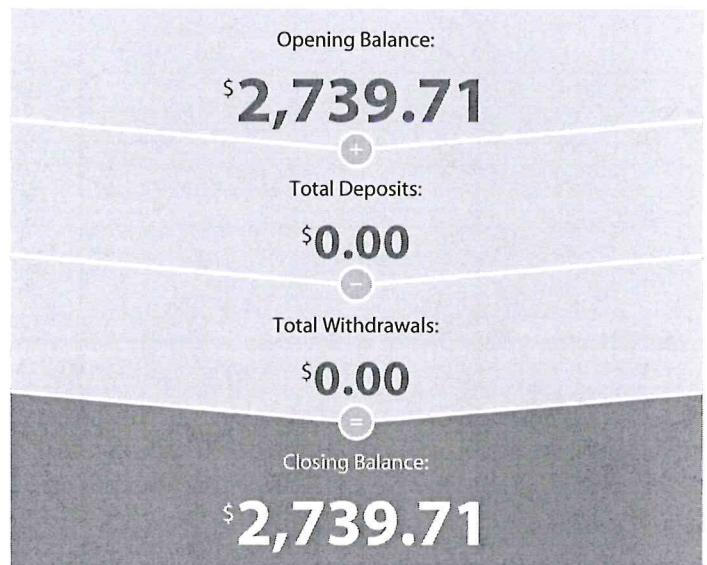 Opening Balance:
$2,739.71
+
Total Deposits:
$0.00
−
Total Withdrawals:
$0.00
=
Closing Balance:
$2,739.71